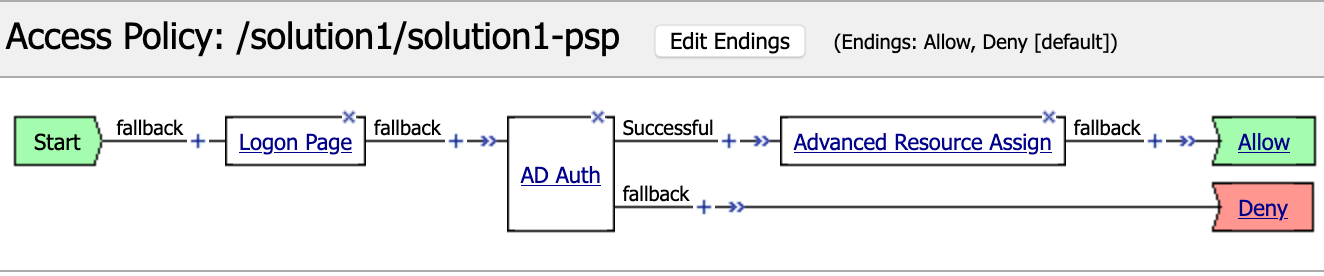 Access Policy: /solution1/solution1-psp Edit Endings (Endings: Allow, Deny [default])
Start fallback + Logon Page fallback + AD Auth Successful + Advanced Resource Assign fallback + Allow
fallback + Deny